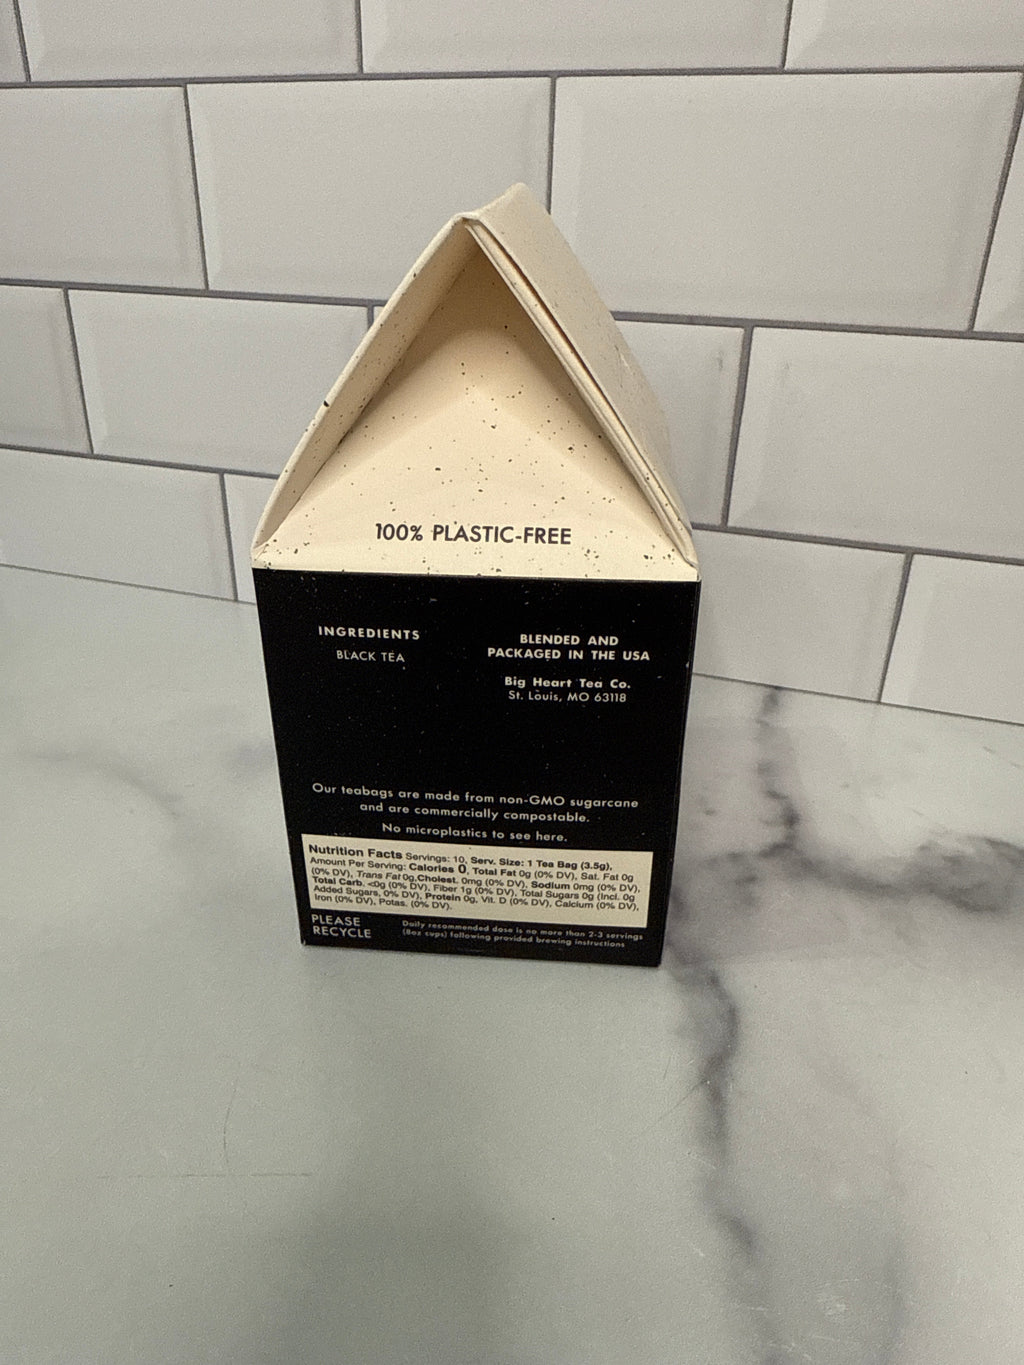 100% PLASTIC-FREE
INGREDIENTS
BLACK TEA
BLENDED AND
PACKAGED IN THE USA
Big Heart Tea Co.
St. Louis, MO 63118
Our teabags are made from non-GMO sugarcane
and are commercially compostable.
No microplastics to see here.
Nutrition Facts Servings: 10, Serv. Size: 1 Tea Bag (3.5g),
Amount Per Serving: Calories 0, Total Fat 0g (0% DV), Sat. Fat 0g
(0% DV), Trans Fat 0g, Cholest. 0mg (0% DV), Sodium 0mg (0% DV),
Total Carb. <0g (0% DV), Fiber 1g (0% DV), Total Sugars 0g (Incl. 0g
Added Sugars, 0% DV), Protein 0g, Vit. D (0% DV), Calcium (0% DV),
Iron (0% DV), Potas. (0% DV).
PLEASE
RECYCLE
Daily recommended dose is no more than 2-3 servings
(8oz cups) following provided brewing instructions